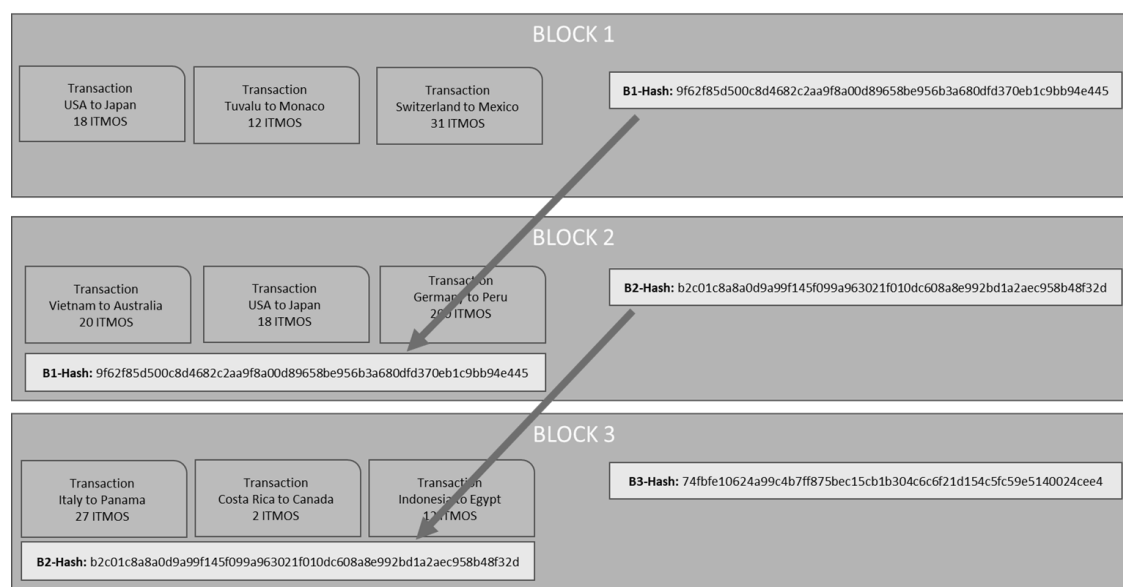 BLOCK 1
Transaction
USA to Japan
18 ITMOS
Transaction
Tuvalu to Monaco
12 ITMOS
Transaction
Switzerland to Mexico
31 ITMOS
B1-Hash: 9f62f85d500c8d4682c2aa9f8a00d89658be956b3a680dfd370eb1c9bb94e445
BLOCK 2
Transaction
Vietnam to Australia
20 ITMOS
Transaction
USA to Japan
18 ITMOS
Transaction
Germany to Peru
ITMOS
B2-Hash: b2c01c8a8a0d9a99f145f099a963021f010dc608a8e992bd1a2aec958b48f32d
B1-Hash: 9f62f85d500c8d4682c2aa9f8a00d89658be956b3a680dfd370eb1c9bb94e445
BLOCK 3
Transaction
Italy to Panama
27 ITMOS
Transaction
Costa Rica to Canada
2 ITMOS
Transaction
Indonesia to Egypt
ITMOS
B3-Hash: 74fbfe10624a99c4b7ff875bec15cb1b304c6c6f21d154c5fc59e5140024cee4
B2-Hash: b2c01c8a8a0d9a99f145f099a963021f010dc608a8e992bd1a2aec958b48f32d